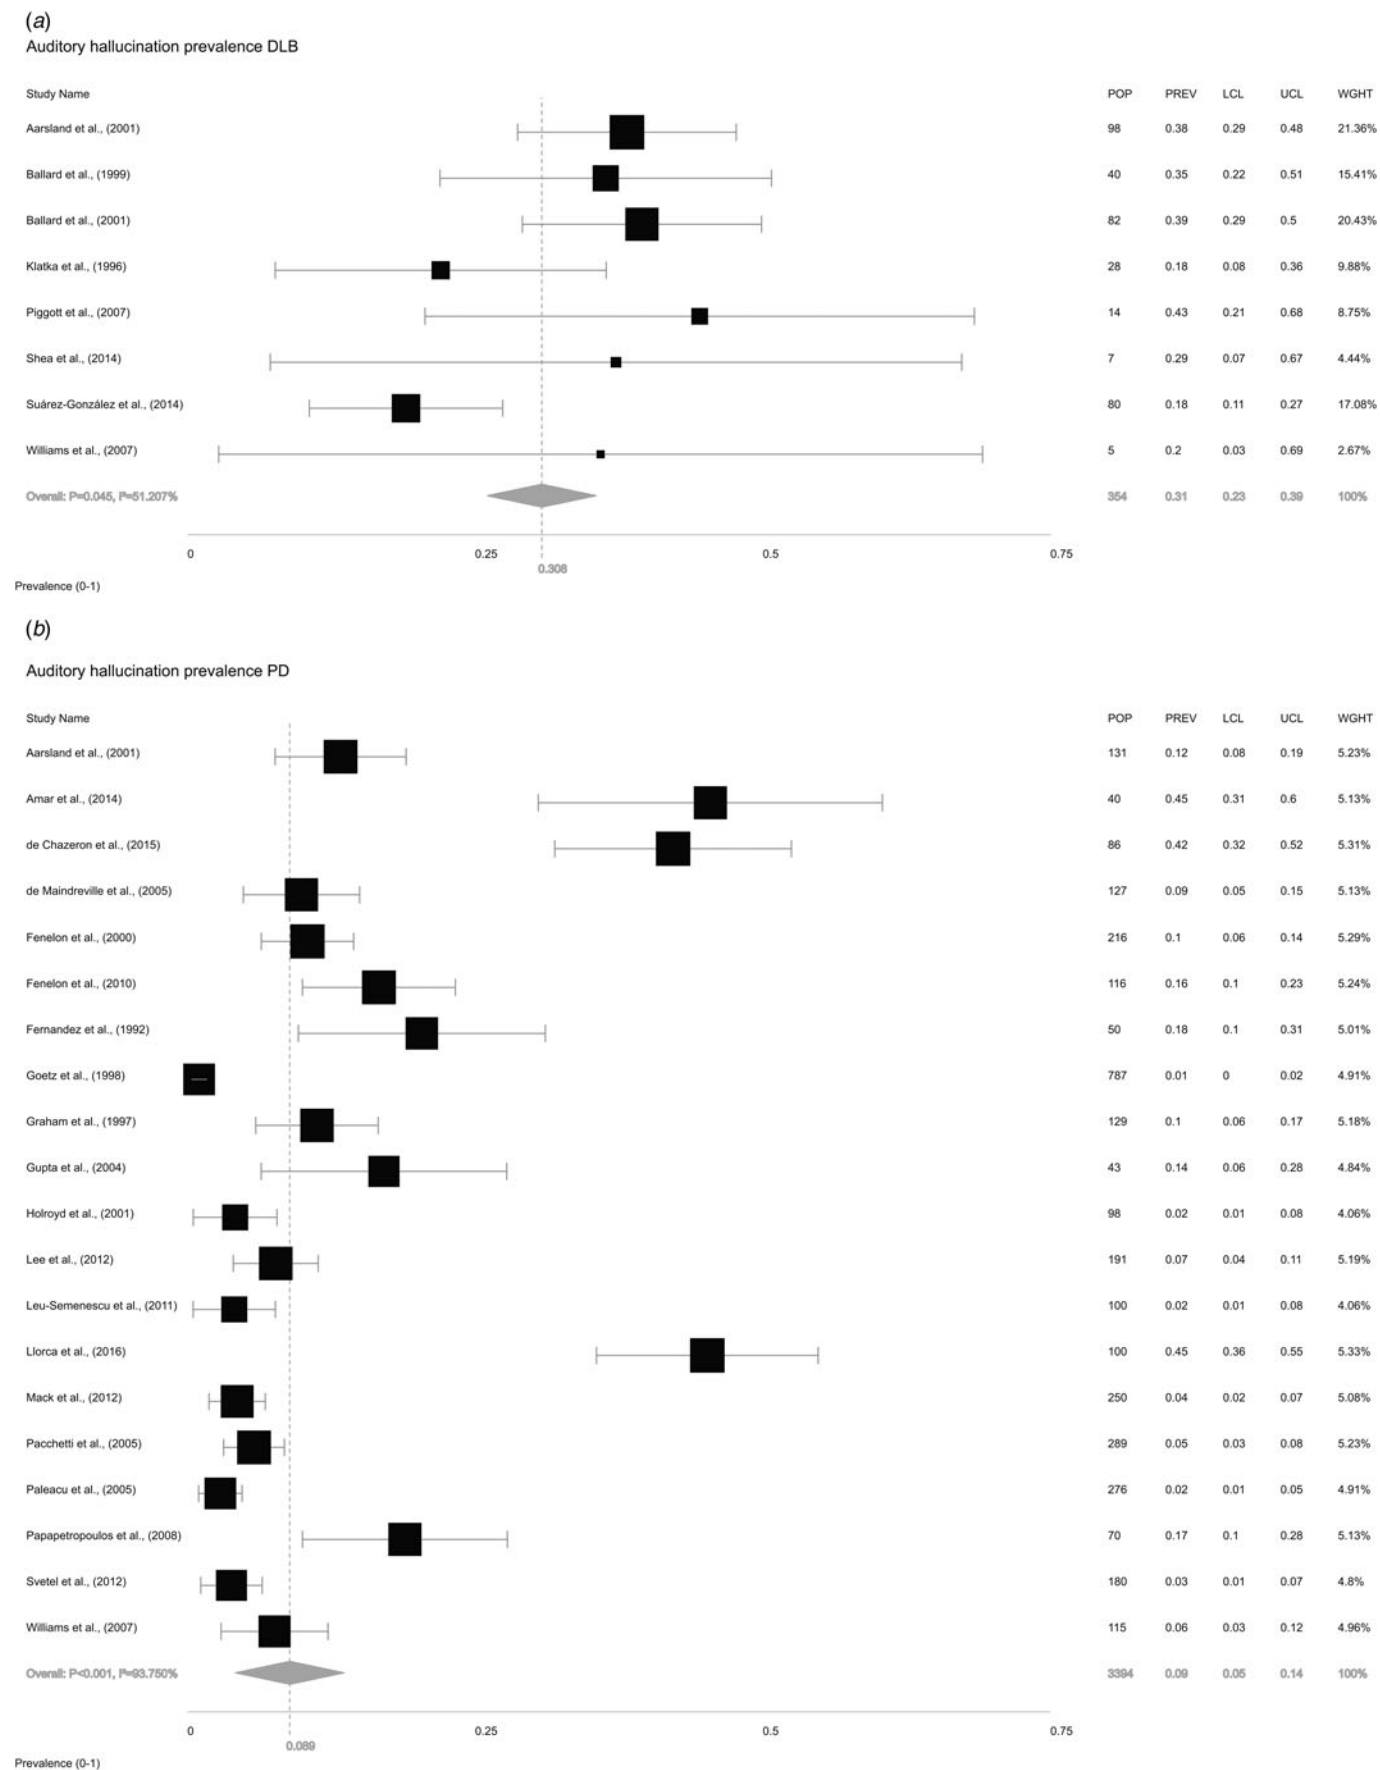 (a)
Auditory hallucination prevalence DLB
Study Name POP PREV LCL UCL WGHT
Aarsland et al., (2001) 98 0.38 0.29 0.48 21.36%
Ballard et al., (1999) 40 0.35 0.22 0.51 15.41%
Ballard et al., (2001) 82 0.39 0.29 0.5 20.43%
Klatka et al., (1996) 28 0.18 0.08 0.36 9.88%
Piggott et al., (2007) 14 0.43 0.21 0.68 8.75%
Shea et al., (2014) 7 0.29 0.07 0.67 4.44%
Suárez-González et al., (2014) 80 0.18 0.11 0.27 17.08%
Williams et al., (2007) 5 0.2 0.03 0.69 2.67%
Overall: P=0.045, I²=51.207% 354 0.31 0.23 0.39 100%
0 0.25 0.5 0.75
0.308
Prevalence (0-1)
(b)
Auditory hallucination prevalence PD
Study Name POP PREV LCL UCL WGHT
Aarsland et al., (2001) 131 0.12 0.08 0.19 5.23%
Amar et al., (2014) 40 0.45 0.31 0.6 5.13%
de Chazeron et al., (2015) 86 0.42 0.32 0.52 5.31%
de Maindreville et al., (2005) 127 0.09 0.05 0.15 5.13%
Fenelon et al., (2000) 216 0.1 0.06 0.14 5.29%
Fenelon et al., (2010) 116 0.16 0.1 0.23 5.24%
Fernandez et al., (1992) 50 0.18 0.1 0.31 5.01%
Goetz et al., (1998) 787 0.01 0 0.02 4.91%
Graham et al., (1997) 129 0.1 0.06 0.17 5.18%
Gupta et al., (2004) 43 0.14 0.06 0.28 4.84%
Holroyd et al., (2001) 98 0.02 0.01 0.08 4.06%
Lee et al., (2012) 191 0.07 0.04 0.11 5.19%
Leu-Semenescu et al., (2011) 100 0.02 0.01 0.08 4.06%
Llorca et al., (2016) 100 0.45 0.36 0.55 5.33%
Mack et al., (2012) 250 0.04 0.02 0.07 5.08%
Pacchetti et al., (2005) 289 0.05 0.03 0.08 5.23%
Paleacu et al., (2005) 276 0.02 0.01 0.05 4.91%
Papapetropoulos et al., (2008) 70 0.17 0.1 0.28 5.13%
Svetel et al., (2012) 180 0.03 0.01 0.07 4.8%
Williams et al., (2007) 115 0.06 0.03 0.12 4.96%
Overall: P<0.001, I²=93.750% 3394 0.09 0.05 0.14 100%
0 0.25 0.5 0.75
0.089
Prevalence (0-1)